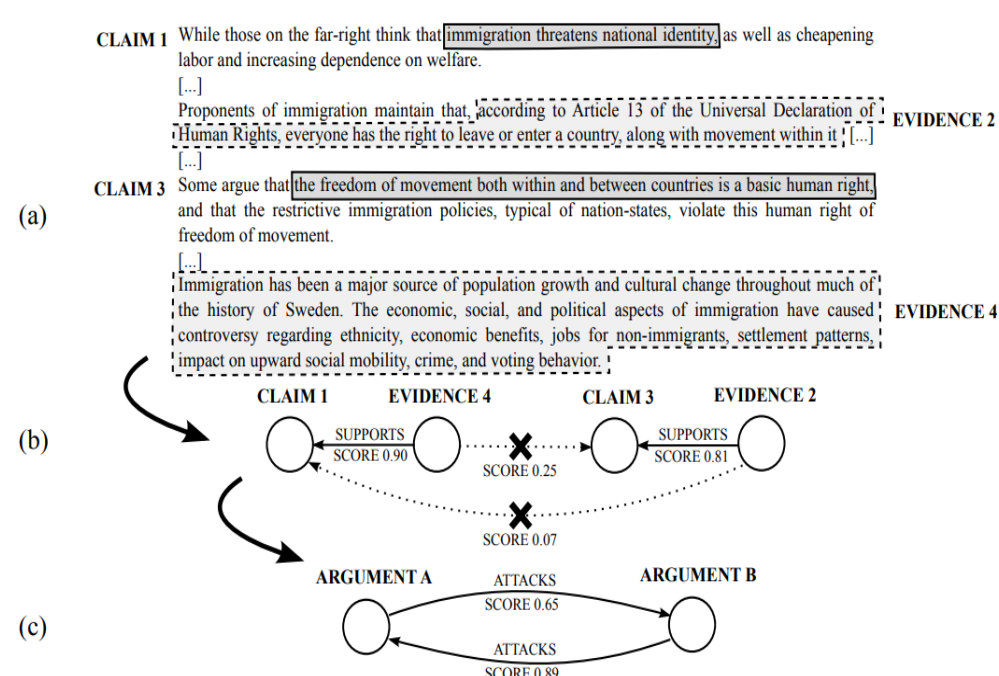 CLAIM 1 While those on the far-right think that immigration threatens national identity, as well as cheapening
labor and increasing dependence on welfare.
[...]
Proponents of immigration maintain that, according to Article 13 of the Universal Declaration of
EVIDENCE 2
Human Rights, everyone has the right to leave or enter a country, along with movement within it [...]
[...]
CLAIM 3 Some argue that the freedom of movement both within and between countries is a basic human right,
(a) and that the restrictive immigration policies, typical of nation-states, violate this human right of
freedom of movement.
[...]
Immigration has been a major source of population growth and cultural change throughout much of
the history of Sweden. The economic, social, and political aspects of immigration have caused EVIDENCE 4
controversy regarding ethnicity, economic benefits, jobs for non-immigrants, settlement patterns,
impact on upward social mobility, crime, and voting behavior.
CLAIM 1 EVIDENCE 4 CLAIM 3 EVIDENCE 2
(b) SUPPORTS SUPPORTS
SCORE 0.90 SCORE 0.25 SCORE 0.81
SCORE 0.07
ARGUMENT A ATTACKS ARGUMENT B
SCORE 0.65
(c)
ATTACKS
SCORE 0.89